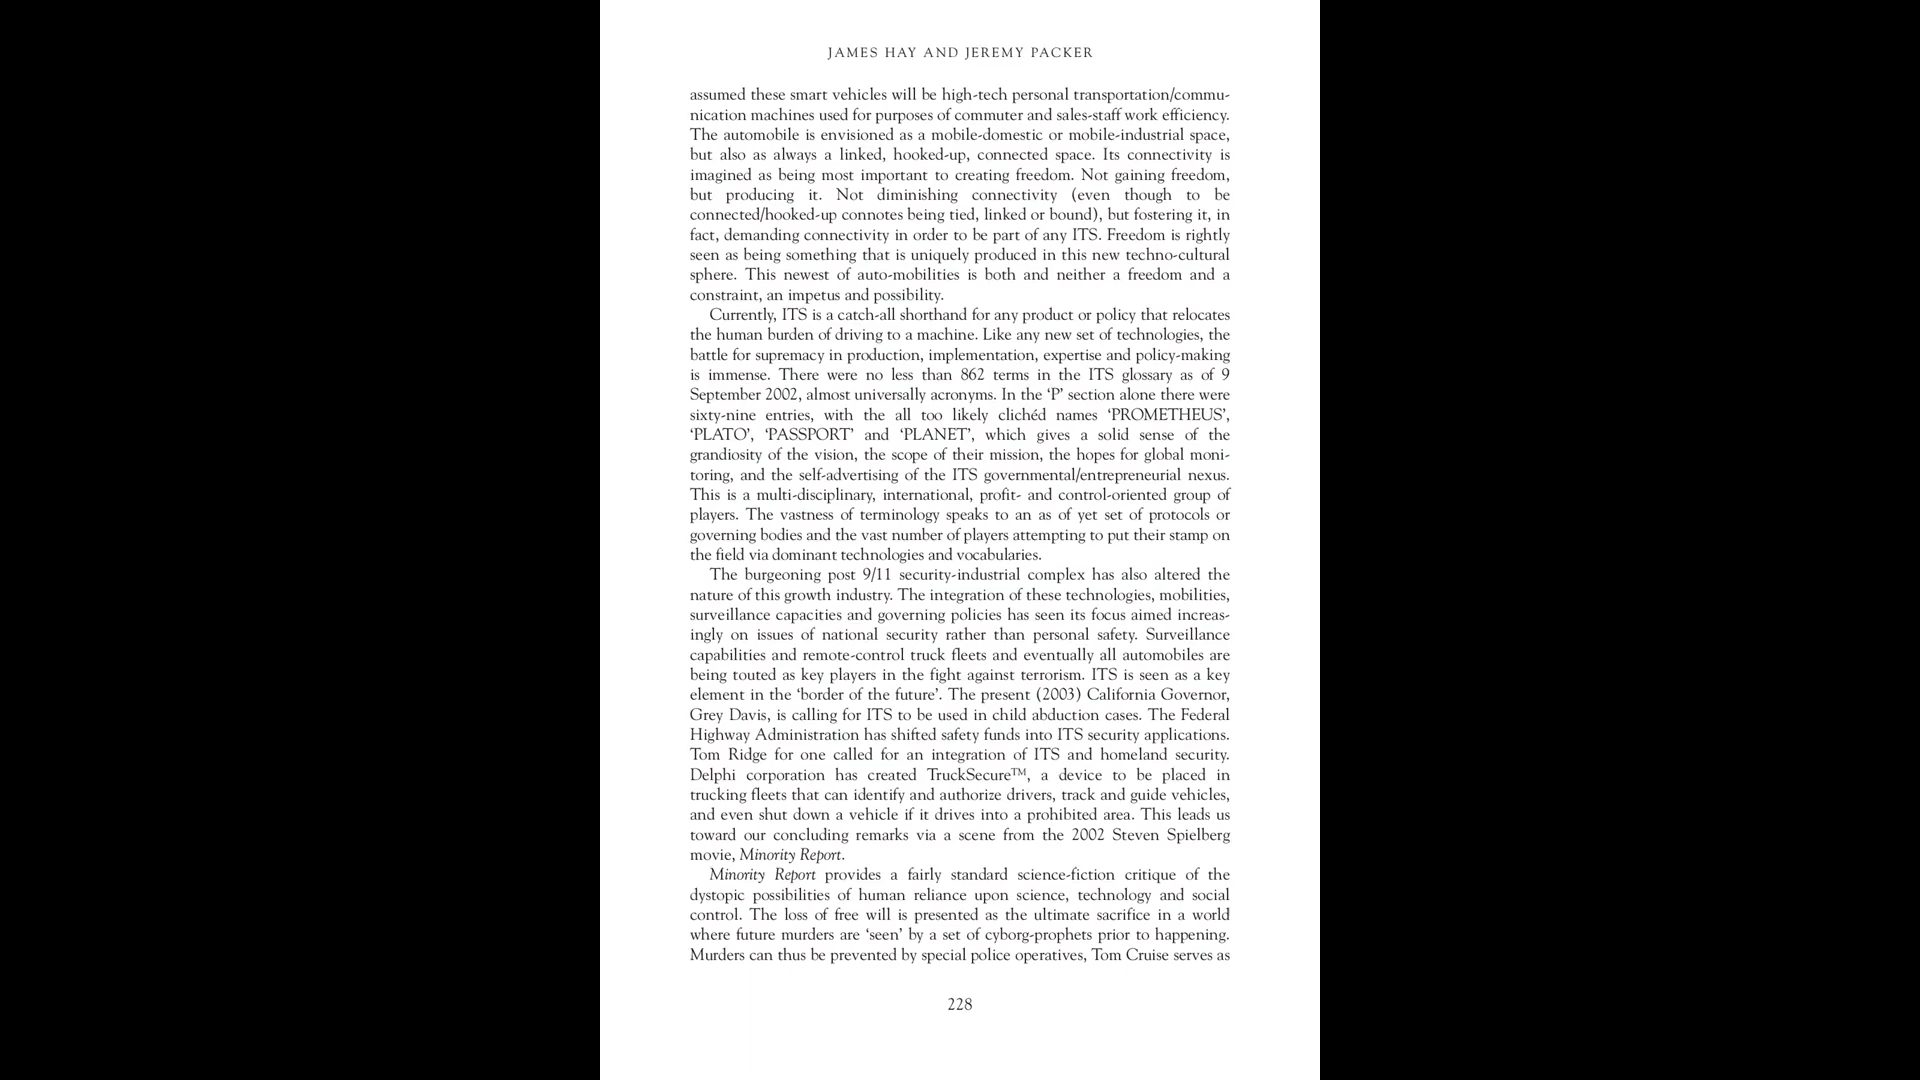 JAMES HAY AND JEREMY PACKER
assumed these smart vehicles will be high-tech personal transportation/commu-
nication machines used for purposes of commuter and sales-staff work efficiency.
The automobile is envisioned as a mobile-domestic or mobile-industrial space,
but also as always a linked, hooked-up, connected space. Its connectivity is
imagined as being most important to creating freedom. Not gaining freedom,
but producing it. Not diminishing connectivity (even though to be
connected/hooked-up connotes being tied, linked or bound), but fostering it, in
fact, demanding connectivity in order to be part of any ITS. Freedom is rightly
seen as being something that is uniquely produced in this new techno-cultural
sphere. This newest of auto-mobilities is both and neither a freedom and a
constraint, an impetus and possibility.
Currently, ITS is a catch-all shorthand for any product or policy that relocates
the human burden of driving to a machine. Like any new set of technologies, the
battle for supremacy in production, implementation, expertise and policy-making
is immense. There were no less than 862 terms in the ITS glossary as of 9
September 2002, almost universally acronyms. In the ‘P’ section alone there were
sixty-nine entries, with the all too likely clichéd names ‘PROMETHEUS’,
‘PLATO’, ‘PASSPORT’ and ‘PLANET’, which gives a solid sense of the
grandiosity of the vision, the scope of their mission, the hopes for global moni-
toring, and the self-advertising of the ITS governmental/entrepreneurial nexus.
This is a multi-disciplinary, international, profit- and control-oriented group of
players. The vastness of terminology speaks to an as of yet set of protocols or
governing bodies and the vast number of players attempting to put their stamp on
the field via dominant technologies and vocabularies.
The burgeoning post 9/11 security-industrial complex has also altered the
nature of this growth industry. The integration of these technologies, mobilities,
surveillance capacities and governing policies has seen its focus aimed increas-
ingly on issues of national security rather than personal safety. Surveillance
capabilities and remote-control truck fleets and eventually all automobiles are
being touted as key players in the fight against terrorism. ITS is seen as a key
element in the ‘border of the future’. The present (2003) California Governor,
Grey Davis, is calling for ITS to be used in child abduction cases. The Federal
Highway Administration has shifted safety funds into ITS security applications.
Tom Ridge for one called for an integration of ITS and homeland security.
Delphi corporation has created TruckSecure™, a device to be placed in
trucking fleets that can identify and authorize drivers, track and guide vehicles,
and even shut down a vehicle if it drives into a prohibited area. This leads us
toward our concluding remarks via a scene from the 2002 Steven Spielberg
movie, Minority Report.
Minority Report provides a fairly standard science-fiction critique of the
dystopic possibilities of human reliance upon science, technology and social
control. The loss of free will is presented as the ultimate sacrifice in a world
where future murders are ‘seen’ by a set of cyborg-prophets prior to happening.
Murders can thus be prevented by special police operatives, Tom Cruise serves as
228